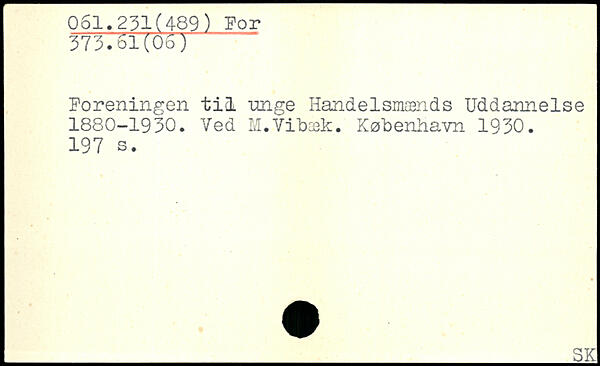 061.231(489) For
373.61(06)
Foreningen til unge Handelsmænds Uddannelse
1880-1930. Ved M.Vibæk. København 1930.
197 s.
SK